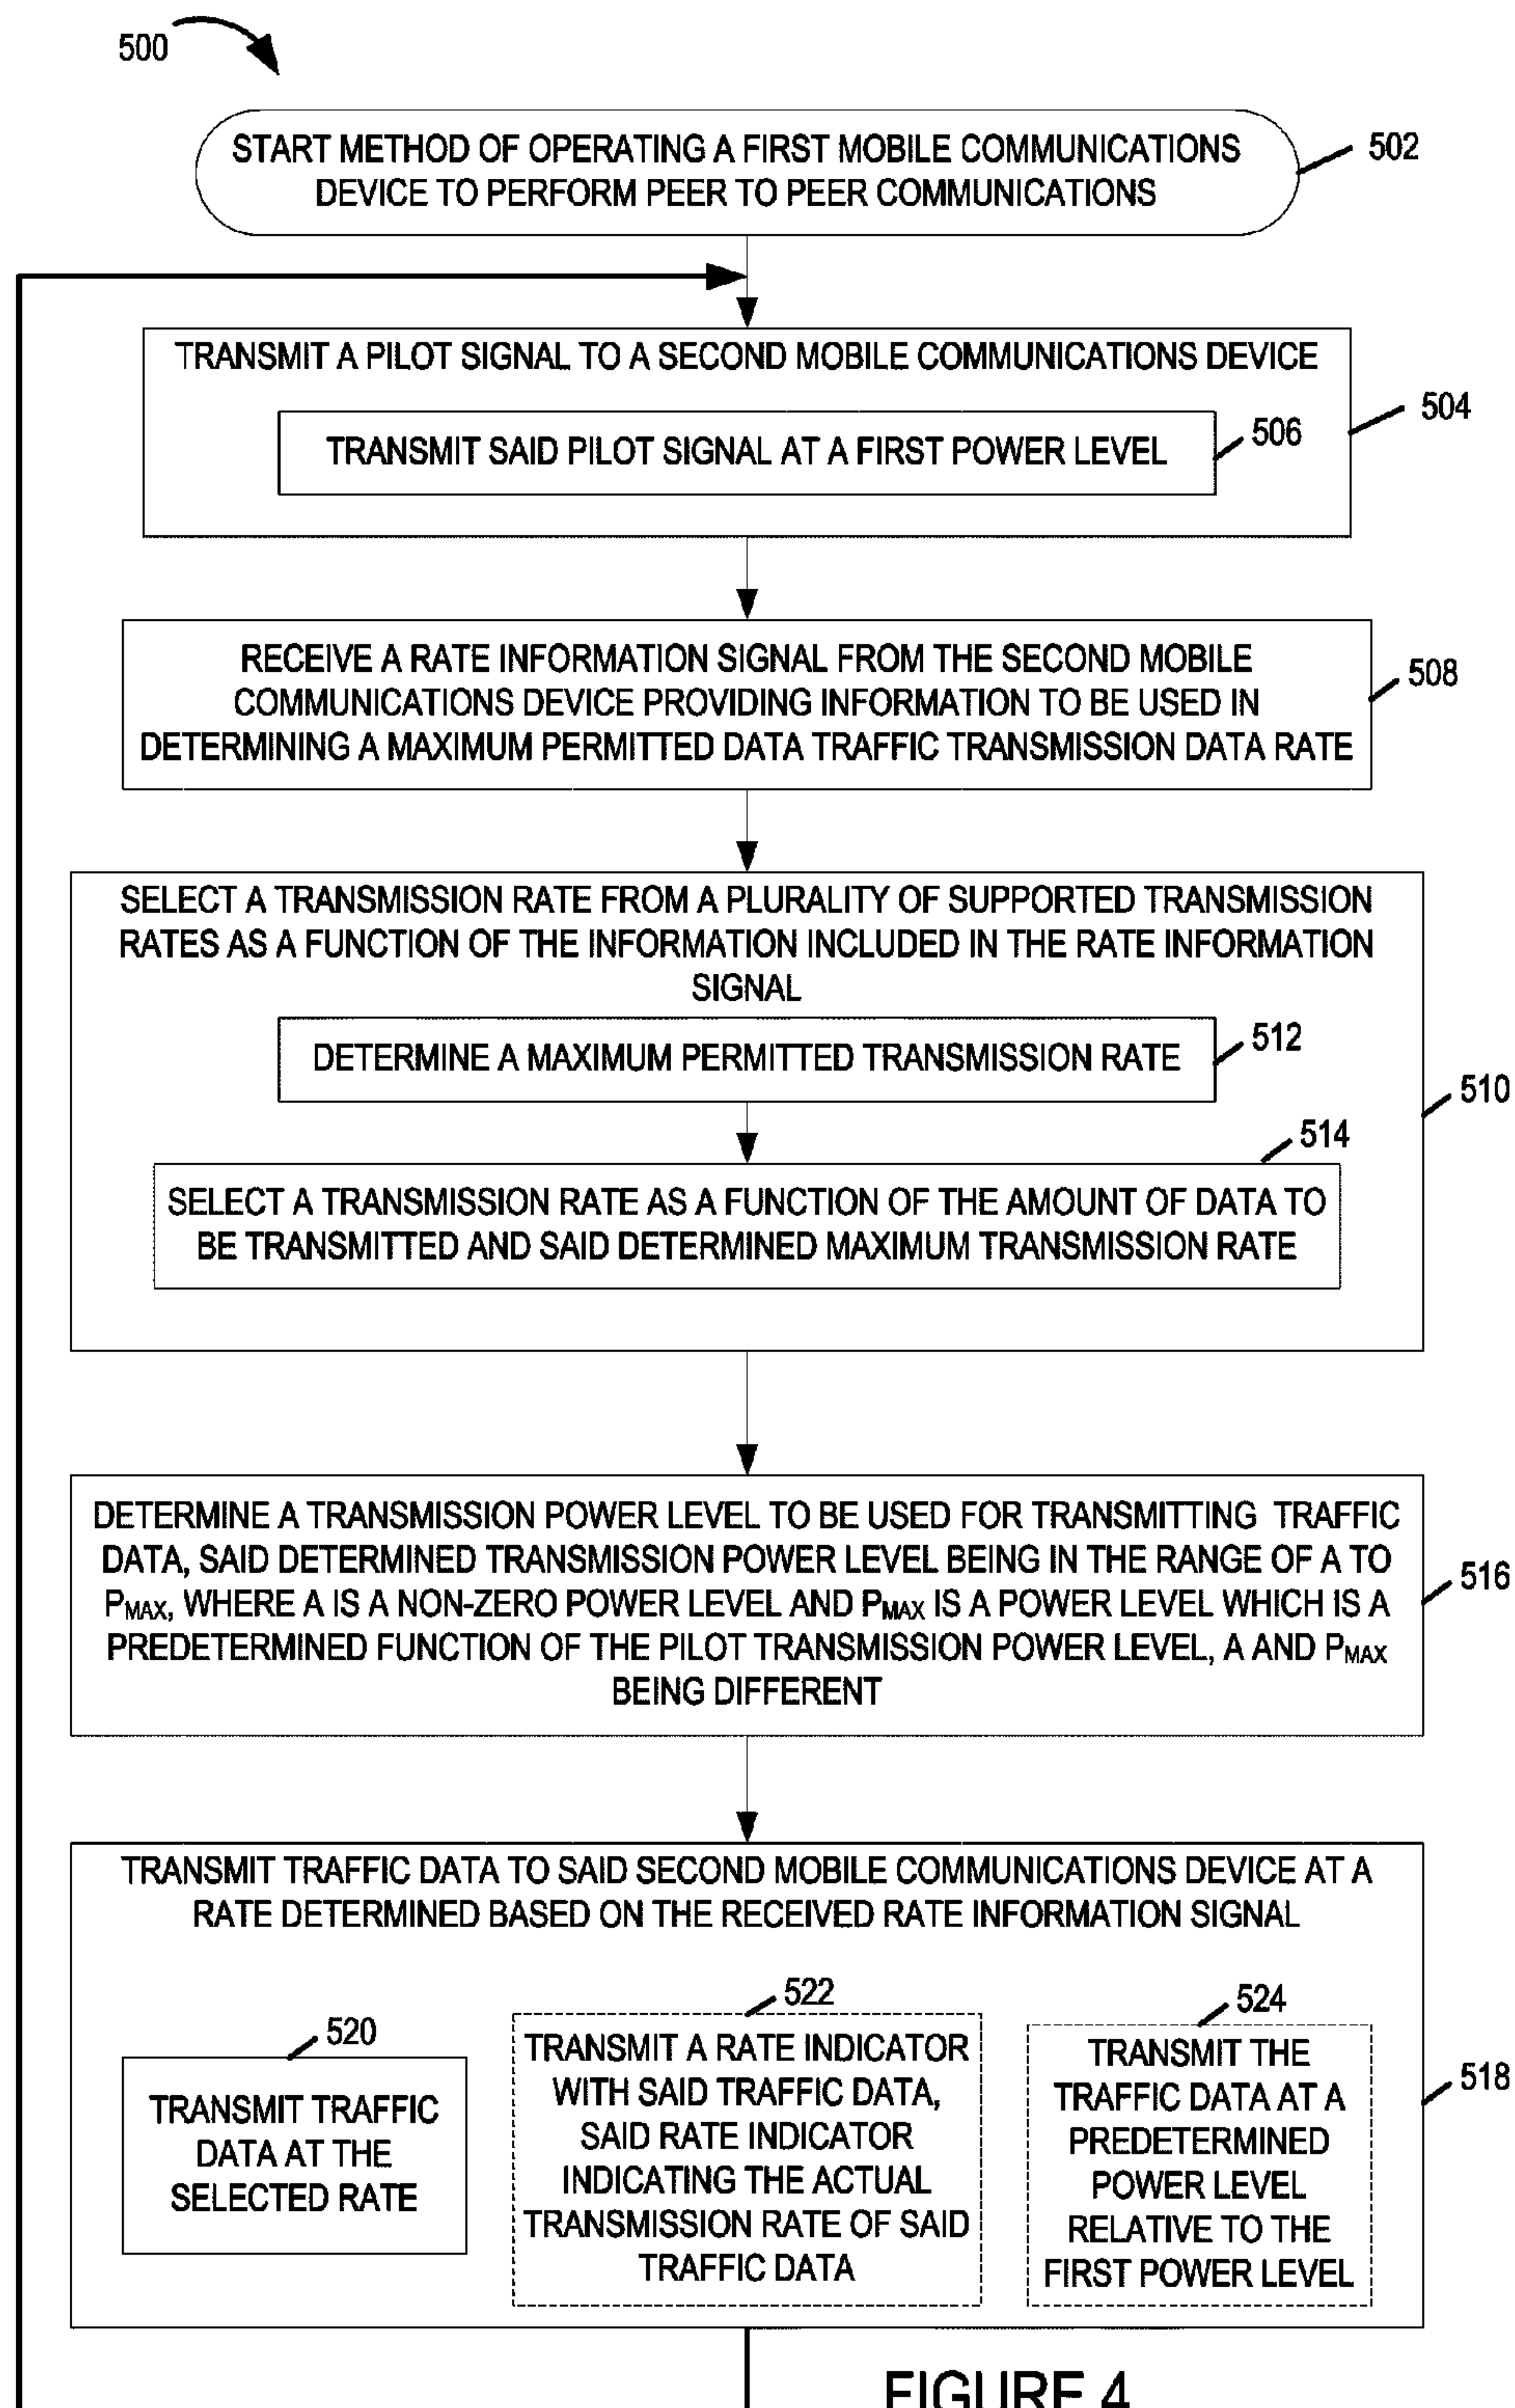 500
START METHOD OF OPERATING A FIRST MOBILE COMMUNICATIONS
DEVICE TO PERFORM PEER TO PEER COMMUNICATIONS
502
TRANSMIT A PILOT SIGNAL TO A SECOND MOBILE COMMUNICATIONS DEVICE
504
TRANSMIT SAID PILOT SIGNAL AT A FIRST POWER LEVEL
506
RECEIVE A RATE INFORMATION SIGNAL FROM THE SECOND MOBILE
COMMUNICATIONS DEVICE PROVIDING INFORMATION TO BE USED IN
DETERMINING A MAXIMUM PERMITTED DATA TRAFFIC TRANSMISSION DATA RATE
508
SELECT A TRANSMISSION RATE FROM A PLURALITY OF SUPPORTED TRANSMISSION
RATES AS A FUNCTION OF THE INFORMATION INCLUDED IN THE RATE INFORMATION
SIGNAL
DETERMINE A MAXIMUM PERMITTED TRANSMISSION RATE
512
510
514
SELECT A TRANSMISSION RATE AS A FUNCTION OF THE AMOUNT OF DATA TO
BE TRANSMITTED AND SAID DETERMINED MAXIMUM TRANSMISSION RATE
DETERMINE A TRANSMISSION POWER LEVEL TO BE USED FOR TRANSMITTING TRAFFIC
DATA, SAID DETERMINED TRANSMISSION POWER LEVEL BEING IN THE RANGE OF A TO
PMAX, WHERE A IS A NON-ZERO POWER LEVEL AND PMAX IS A POWER LEVEL WHICH IS A
PREDETERMINED FUNCTION OF THE PILOT TRANSMISSION POWER LEVEL, A AND PMAX
BEING DIFFERENT
516
TRANSMIT TRAFFIC DATA TO SAID SECOND MOBILE COMMUNICATIONS DEVICE AT A
RATE DETERMINED BASED ON THE RECEIVED RATE INFORMATION SIGNAL
518
520
TRANSMIT TRAFFIC
DATA AT THE
SELECTED RATE
522
TRANSMIT A RATE INDICATOR
WITH SAID TRAFFIC DATA,
SAID RATE INDICATOR
INDICATING THE ACTUAL
TRANSMISSION RATE OF SAID
TRAFFIC DATA
524
TRANSMIT THE
TRAFFIC DATA AT A
PREDETERMINED
POWER LEVEL
RELATIVE TO THE
FIRST POWER LEVEL
FIGURE 4